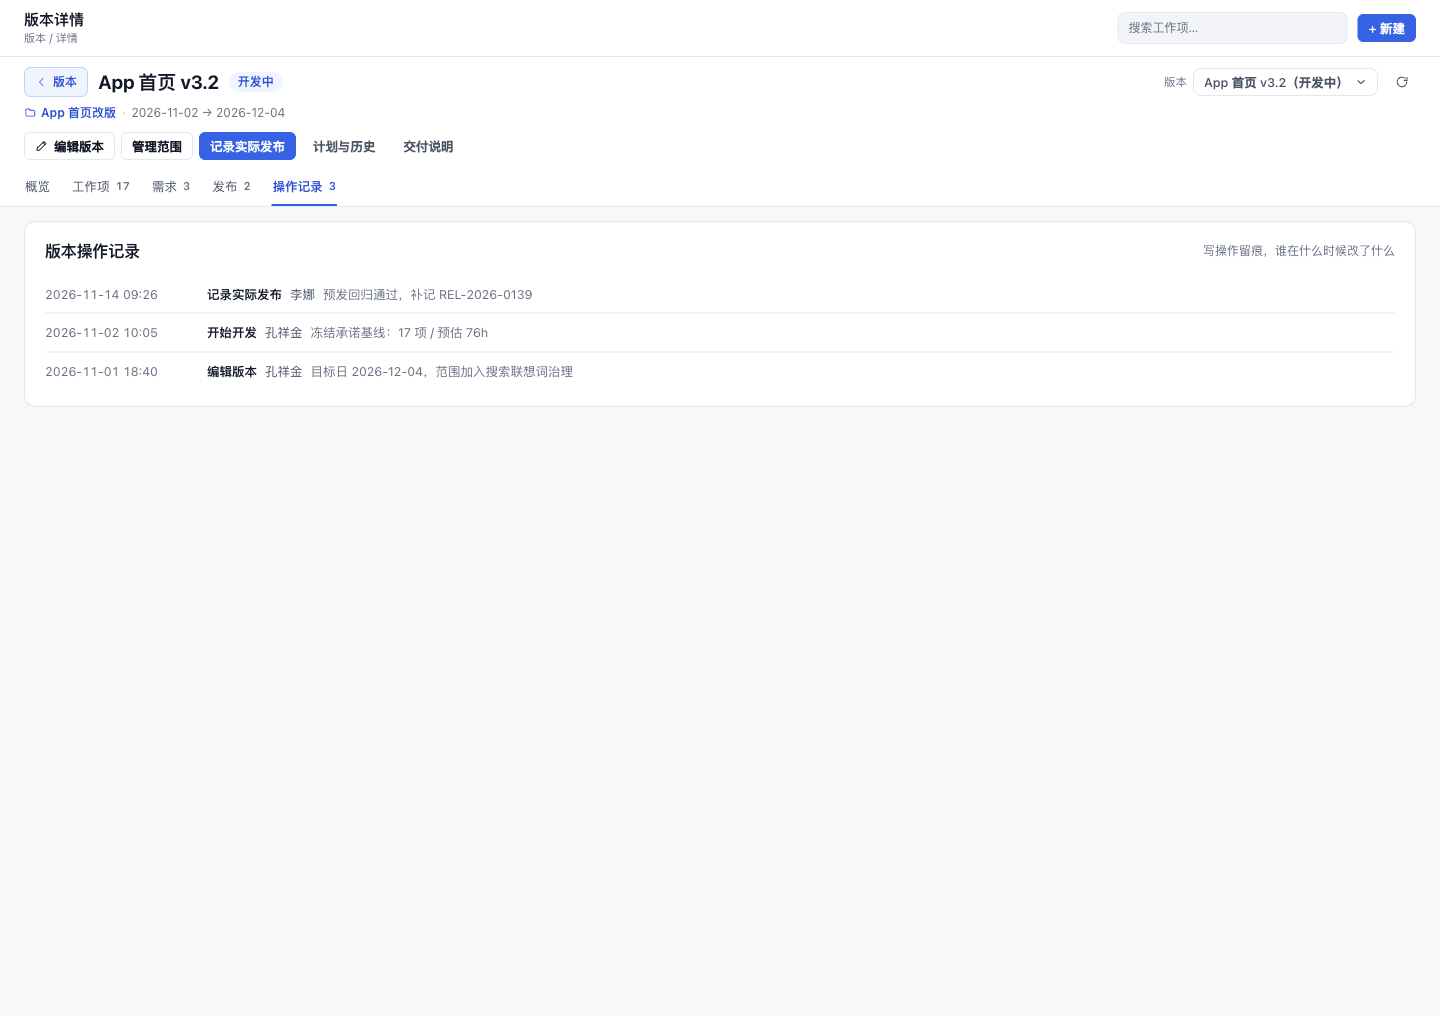 版本详情
版本 / 详情
搜索工作项...
+ 新建
版本
App 首页 v3.2
开发中
版本
App 首页 v3.2（开发中）
App 首页改版 · 2026-11-02 → 2026-12-04
编辑版本
管理范围
记录实际发布
计划与历史
交付说明
概览
工作项 17
需求 3
发布 2
操作记录 3
版本操作记录
写操作留痕，谁在什么时候改了什么
2026-11-14 09:26 记录实际发布 李娜 预发回归通过，补记 REL-2026-0139
2026-11-02 10:05 开始开发 孔祥金 冻结承诺基线：17 项 / 预估 76h
2026-11-01 18:40 编辑版本 孔祥金 目标日 2026-12-04，范围加入搜索联想词治理